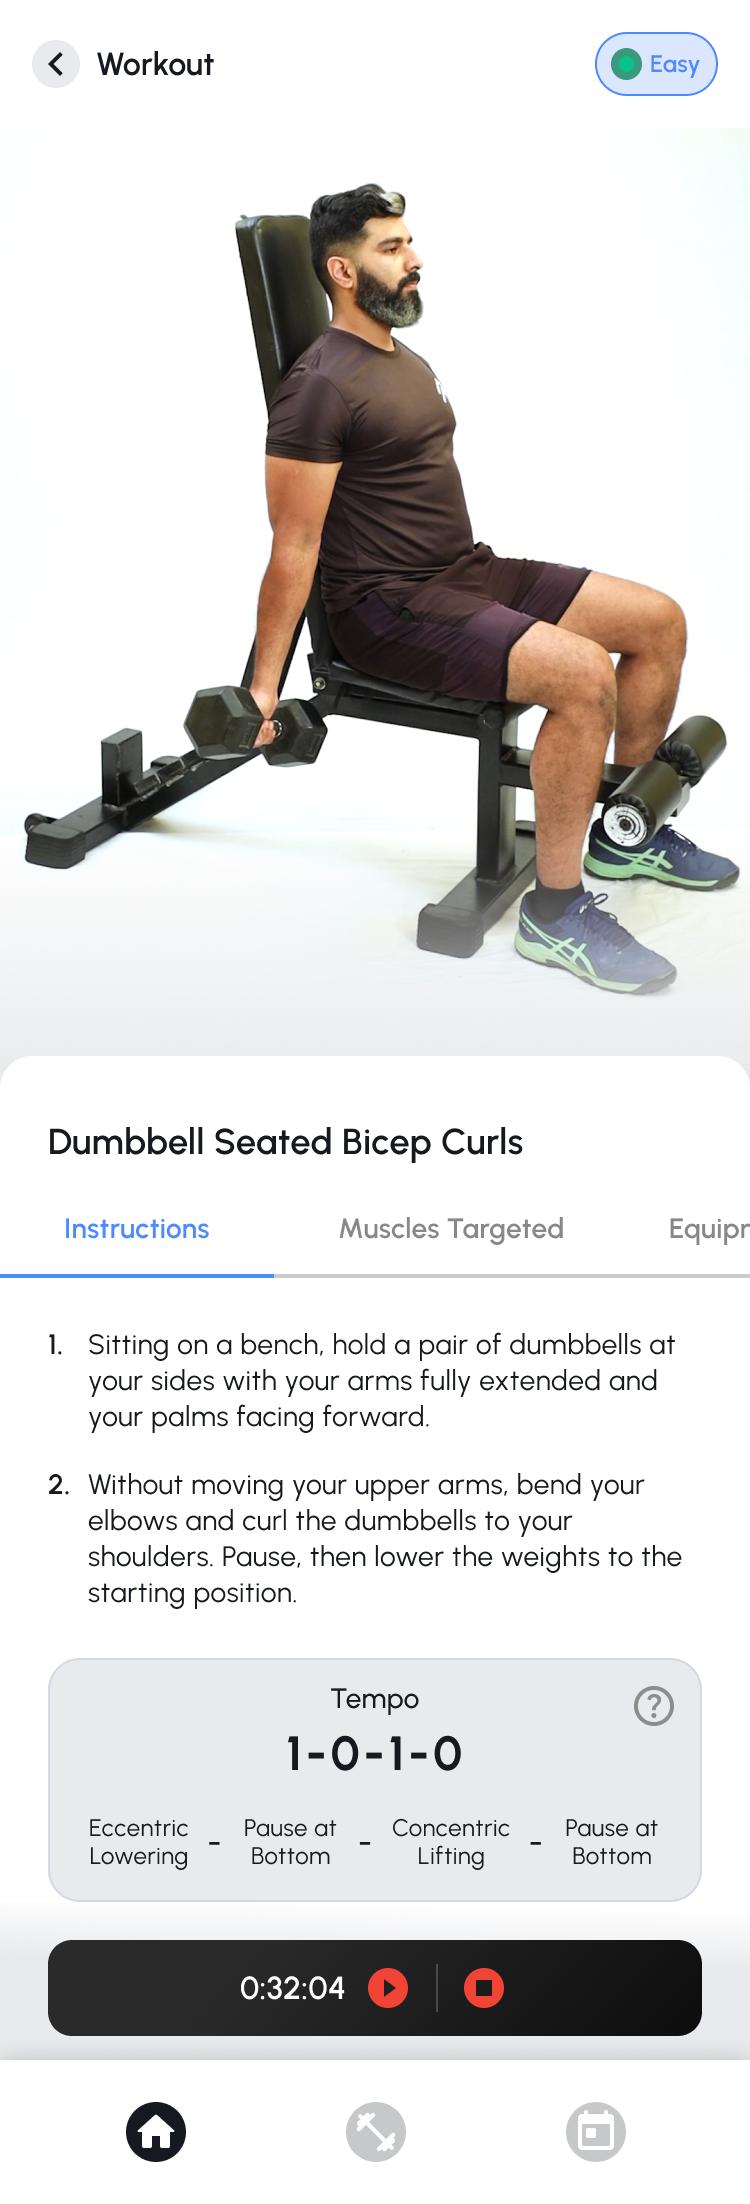 Workout
Easy
Dumbbell Seated Bicep Curls
Instructions
Muscles Targeted
1. Sitting on a bench, hold a pair of dumbbells at
your sides with your arms fully extended and
your palms facing forward.
2. Without moving your upper arms, bend your
elbows and curl the dumbbells to your
shoulders. Pause, then lower the weights to the
starting position.
Tempo
?
1-0-1-0
Eccentric
Lowering
-
Pause at
Bottom
-
Concentric
Lifting
-
Pause at
Bottom
0:32:04